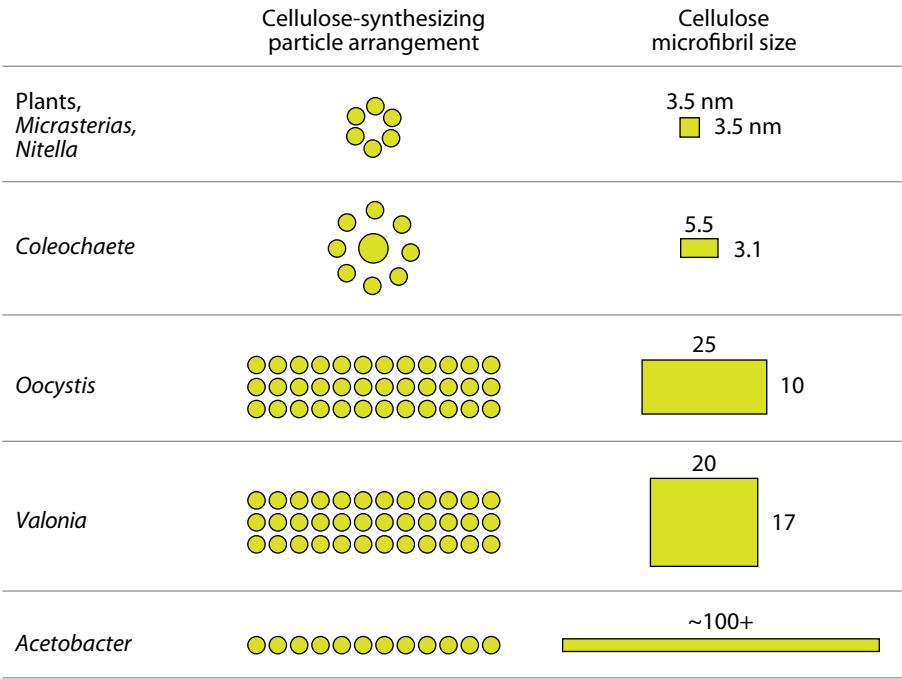 Cellulose-synthesizing
particle arrangement
Cellulose
microfibril size
Plants,
Micrasterias,
Nitella
3.5 nm
3.5 nm
Coleochaete
5.5
3.1
Oocystis
25
10
Valonia
20
17
Acetobacter
~100+